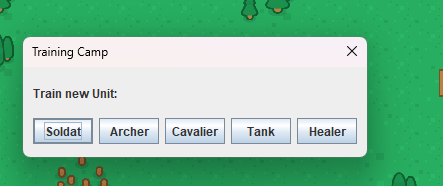 Training Camp
Train new Unit:
Soldat Archer Cavalier Tank Healer